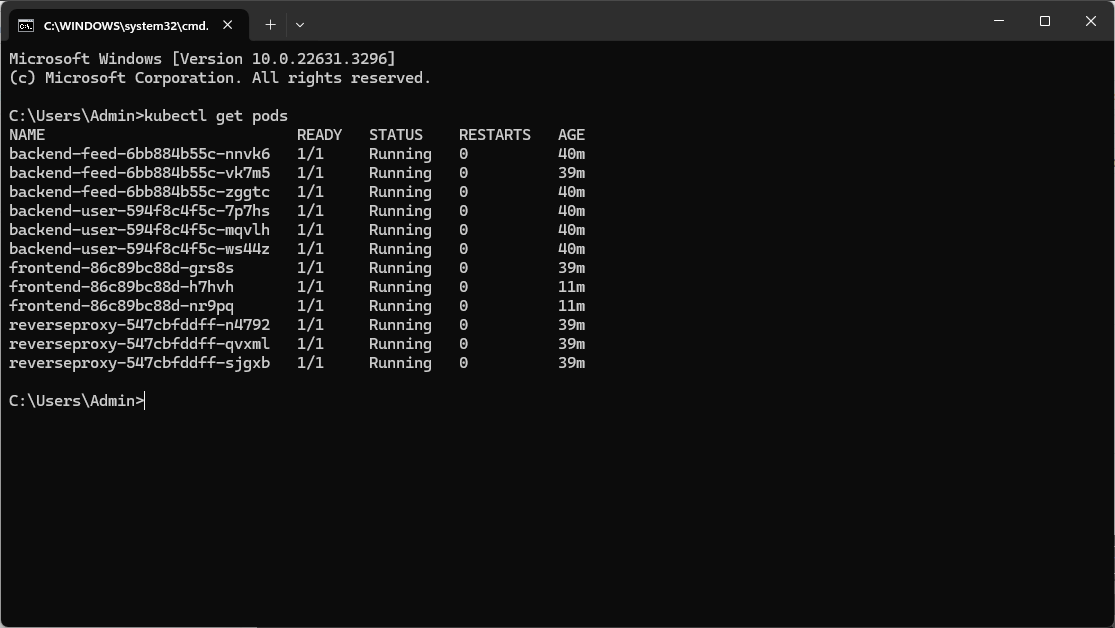 C:\WINDOWS\system32\cmd.
Microsoft Windows [Version 10.0.22631.3296]
(c) Microsoft Corporation. All rights reserved.
C:\Users\Admin>kubectl get pods
NAME READY STATUS RESTARTS AGE
backend-feed-6bb884b55c-nnvk6 1/1 Running 0 40m
backend-feed-6bb884b55c-vk7m5 1/1 Running 0 39m
backend-feed-6bb884b55c-zggtc 1/1 Running 0 40m
backend-user-594f8c4f5c-7p7hs 1/1 Running 0 40m
backend-user-594f8c4f5c-mqvlh 1/1 Running 0 40m
backend-user-594f8c4f5c-ws44z 1/1 Running 0 40m
frontend-86c89bc88d-grs8s 1/1 Running 0 39m
frontend-86c89bc88d-h7hvh 1/1 Running 0 11m
frontend-86c89bc88d-nr9pq 1/1 Running 0 11m
reverseproxy-547cbfddff-n4792 1/1 Running 0 39m
reverseproxy-547cbfddff-qvxml 1/1 Running 0 39m
reverseproxy-547cbfddff-sjgxb 1/1 Running 0 39m
C:\Users\Admin>